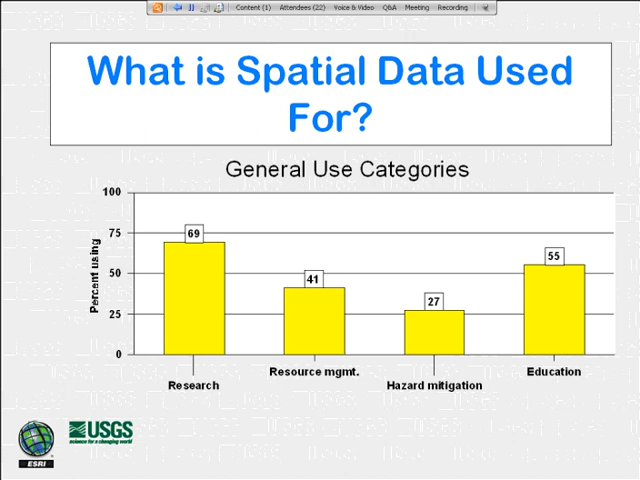 Content (1) Attendees (22) Voice & Video Q&A Meeting Recording
What is Spatial Data Used
For?
General Use Categories
Percent using
100
75
50
25
0
69
41
27
55
Research
Resource mgmt.
Hazard mitigation
Education
ESRI
USGS
science for a changing world